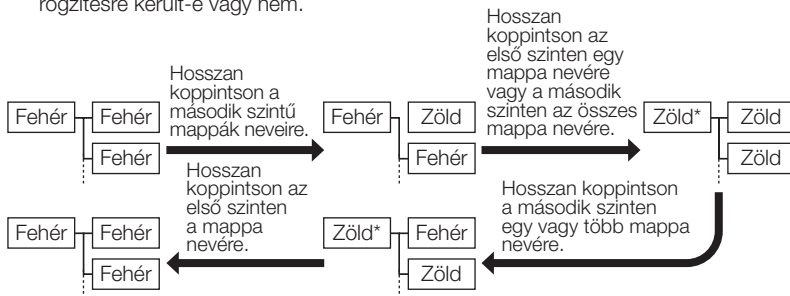 rögzítésre került-e vagy nem.
Hosszan
koppintson a
második szintű
mappák neveire.
Hosszan
koppintson az
első szinten egy
mappa nevére
vagy a második
szinten az összes
mappa nevére.
Fehér
Fehér
Fehér
Fehér
Zöld
Fehér
Zöld*
Zöld
Zöld
Hosszan
koppintson az
első szinten
a mappa
nevére.
Hosszan koppintson
a második szinten
egy vagy több mappa
nevére.
Fehér
Fehér
Fehér
Zöld*
Fehér
Zöld